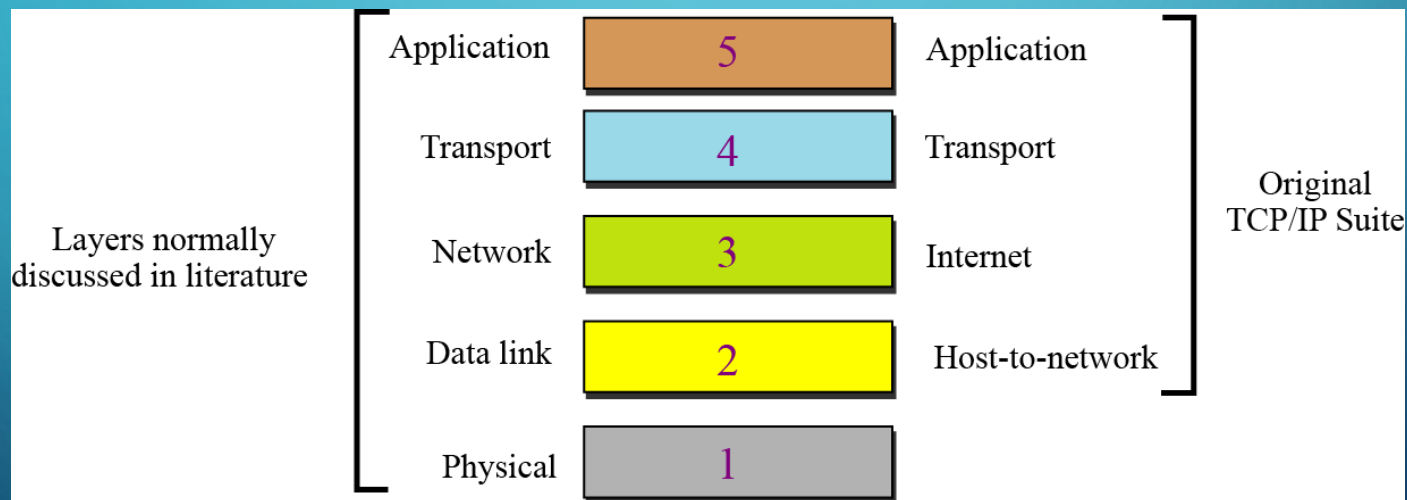 Application 5 Application
Transport 4 Transport
Original
TCP/IP Suite
Layers normally
discussed in literature
Network 3 Internet
Data link 2 Host-to-network
Physical 1